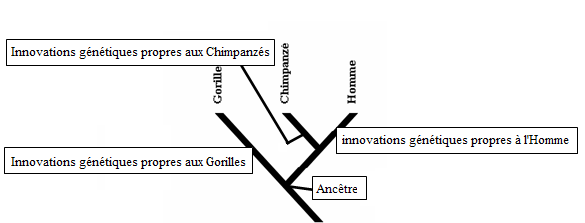 Innovations génétiques propres aux Chimpanzés
Gorille
Chimpanzé
Homme
innovations génétiques propres à l'Homme
Innovations génétiques propres aux Gorilles
Ancêtre